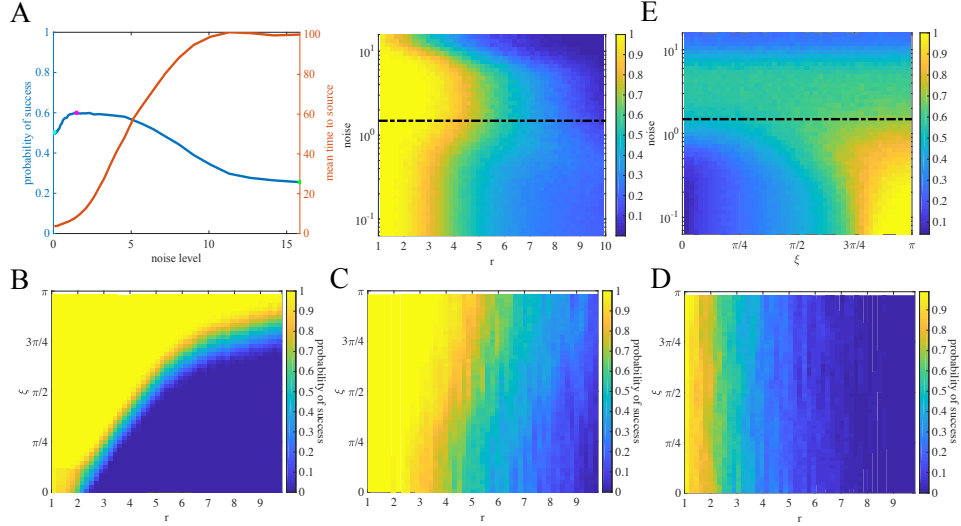 A
1
0.8
0.6
0.4
0.2
0
probability of success
100
80
60
40
20
0
mean time to source
0 5 10 15
noise level
noise
10¹
10⁰
10⁻¹
1 2 3 4 5 6 7 8 9 10
r
1
0.9
0.8
0.7
0.6
0.5
0.4
0.3
0.2
0.1
E
noise
10¹
10⁰
10⁻¹
0 π/4 π/2 3π/4 π
ξ
1
0.9
0.8
0.7
0.6
0.5
0.4
0.3
0.2
0.1
B
π
3π/4
ξ π/2
π/4
0
1 2 3 4 5 6 7 8 9
r
1
0.9
0.8
0.7
0.6
0.5
0.4
0.3
0.2
0.1
0
probability of success
C
π
3π/4
ξ π/2
π/4
0
1 2 3 4 5 6 7 8 9
r
1
0.9
0.8
0.7
0.6
0.5
0.4
0.3
0.2
0.1
0
probability of success
D
π
3π/4
ξ π/2
π/4
0
1 2 3 4 5 6 7 8 9
r
0.9
0.8
0.7
0.6
0.5
0.4
0.3
0.2
0.1
0
probability of success